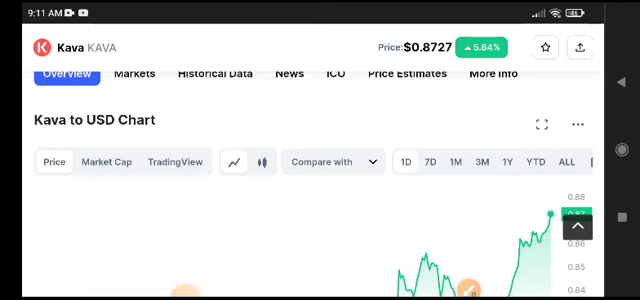 9:11 AM
K Kava KAVA Price:$0.8727 5.64%
Overview Markets Historical Data News ICO Price Estimates More Info
Kava to USD Chart
Price Market Cap TradingView Compare with 1D 7D 1M 3M 1Y YTD ALL
0.88
0.87
0.86
0.85
0.84